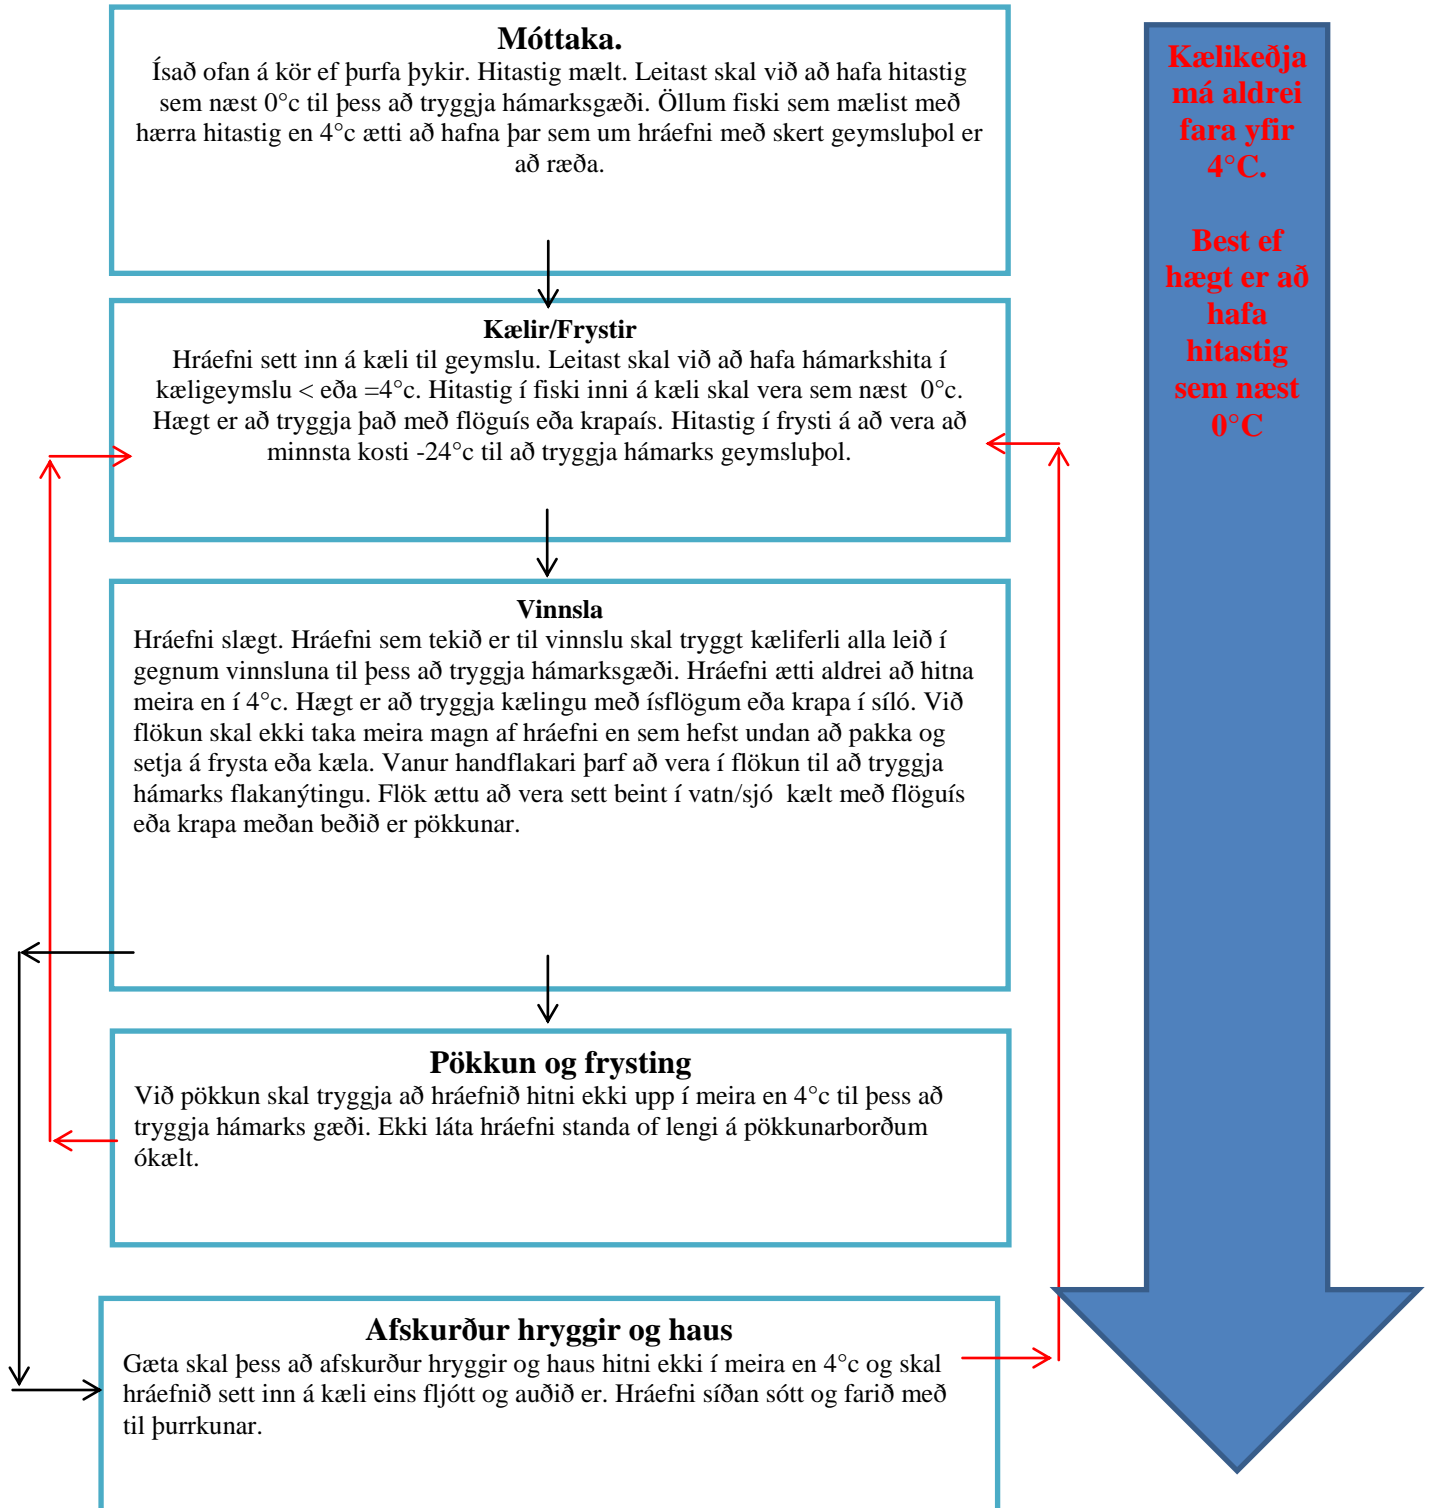 Móttaka.
Ísað ofan á kör ef þurfa þykir. Hitastig mælt. Leitast skal við að hafa hitastig
sem næst 0°c til þess að tryggja hámarksgæði. Öllum fiski sem mælist með
hærra hitastig en 4°c ætti að hafna þar sem um hráefni með skert geymsluþol er
að ræða.
Kælir/Frystir
Hráefni sett inn á kæli til geymslu. Leitast skal við að hafa hámarkshita í
kæligeymslu < eða =4°c. Hitastig í fiski inni á kæli skal vera sem næst 0°c.
Hægt er að tryggja það með flöguís eða krapaís. Hitastig í frysti á að vera að
minnsta kosti -24°c til að tryggja hámarks geymsluþol.
Vinnsla
Hráefni slægt. Hráefni sem tekið er til vinnslu skal tryggt kæliferli alla leið í
gegnum vinnsluna til þess að tryggja hámarksgæði. Hráefni ætti aldrei að hitna
meira en í 4°c. Hægt er að tryggja kælingu með ísflögum eða krapa í síló. Við
flökun skal ekki taka meira magn af hráefni en sem hefst undan að pakka og
setja á frysta eða kæla. Vanur handflakari þarf að vera í flökun til að tryggja
hámarks flakanýtingu. Flök ættu að vera sett beint í vatn/sjó kælt með flöguís
eða krapa meðan beðið er pökkunar.
Pökkun og frysting
Við pökkun skal tryggja að hráefnið hitni ekki upp í meira en 4°c til þess að
tryggja hámarks gæði. Ekki láta hráefni standa of lengi á pökkunarborðum
ókælt.
Afskurður hryggir og haus
Gæta skal þess að afskurður hryggir og haus hitni ekki í meira en 4°c og skal
hráefnið sett inn á kæli eins fljótt og auðið er. Hráefni síðan sótt og farið með
til þurrkunar.
Kælikeðja
má aldrei
fara yfir
4°C.
Best ef
hægt er að
hafa
hitastig
sem næst
0°C